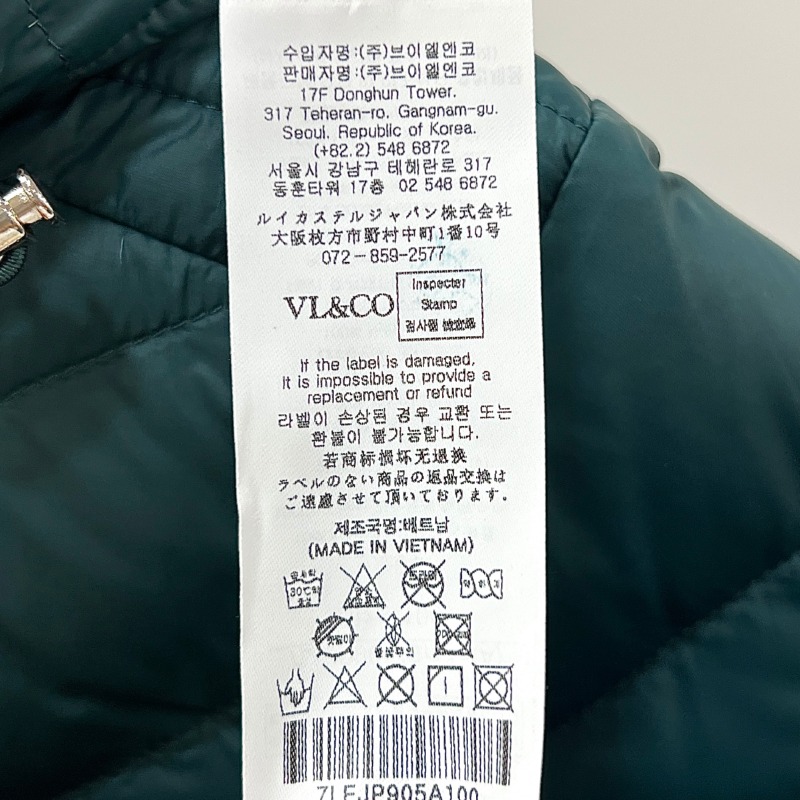 수입자명:(주)브이엘엔코
판매자명:(주)브이엘엔코
17F Donghun Tower.
317 Teheran-ro. Gangnam-gu.
Seoul. Republic of Korea.
(+82.2) 548 6872
서울시 강남구 테헤란로 317
동훈타워 17층 02 548 6872
ルイカステルジャパン株式会社
大阪枚方市野村中町1番10号
072-859-2577
VL&CO
Inspecter
Stamp
검사필
If the label is damaged,
It is impossible to provide a
replacement or refund
라벨이 손상된 경우 교환 또는
환불이 불가능합니다.
若商标损坏无退换
ラベルのない商品の返品交換は
ご遠慮させて頂いております。
제조국명:베트남
(MADE IN VIETNAM)
30℃
7LEJP905A100